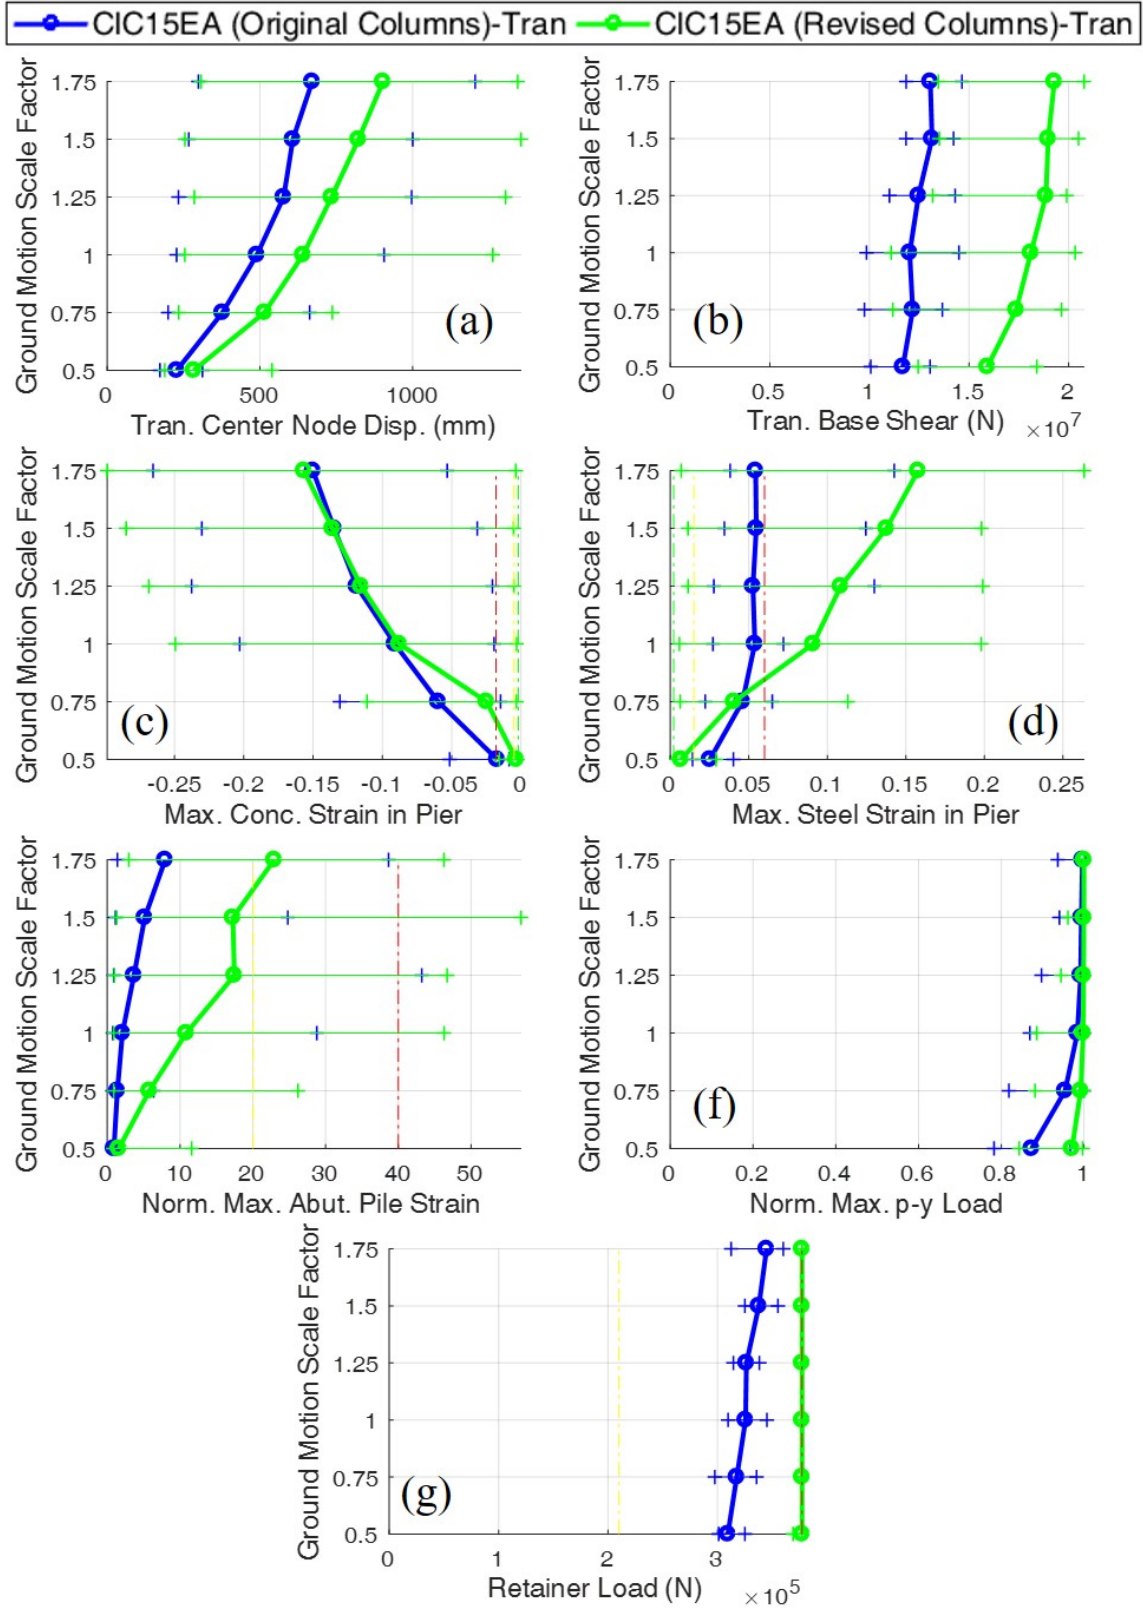 CIC15EA (Original Columns)-Tran CIC15EA (Revised Columns)-Tran
Ground Motion Scale Factor
1.75
1.5
1.25
1
0.75
0.5
(a)
0 500 1000
Tran. Center Node Disp. (mm)
Ground Motion Scale Factor
1.75
1.5
1.25
1
0.75
0.5
(b)
0 0.5 1 1.5 2
Tran. Base Shear (N) ×10⁷
Ground Motion Scale Factor
1.75
1.5
1.25
1
0.75
0.5
(c)
-0.25 -0.2 -0.15 -0.1 -0.05 0
Max. Conc. Strain in Pier
Ground Motion Scale Factor
1.75
1.5
1.25
1
0.75
0.5
(d)
0 0.05 0.1 0.15 0.2 0.25
Max. Steel Strain in Pier
Ground Motion Scale Factor
1.75
1.5
1.25
1
0.75
0.5
0 10 20 30 40 50
Norm. Max. Abut. Pile Strain
Ground Motion Scale Factor
1.75
1.5
1.25
1
0.75
0.5
(f)
0 0.2 0.4 0.6 0.8 1
Norm. Max. p-y Load
Ground Motion Scale Factor
1.75
1.5
1.25
1
0.75
0.5
(g)
0 1 2 3
Retainer Load (N) ×10⁵